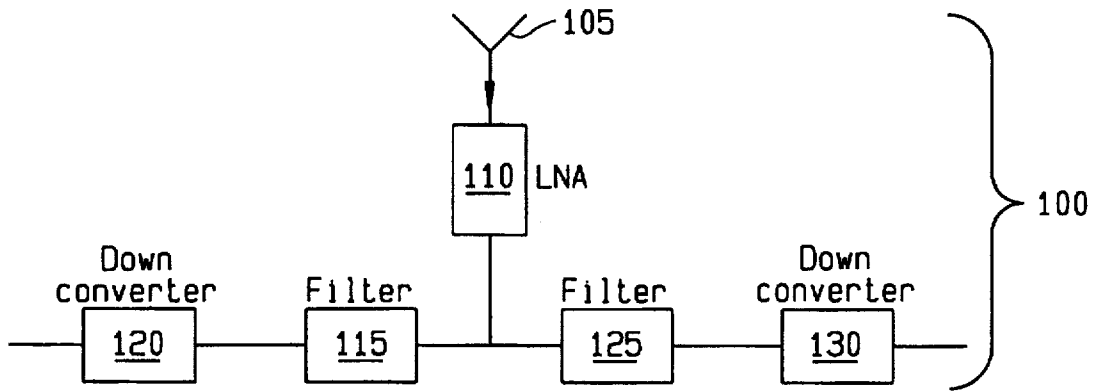 105
110 LNA
100
Down
converter
Filter
Filter
Down
converter
120
115
125
130